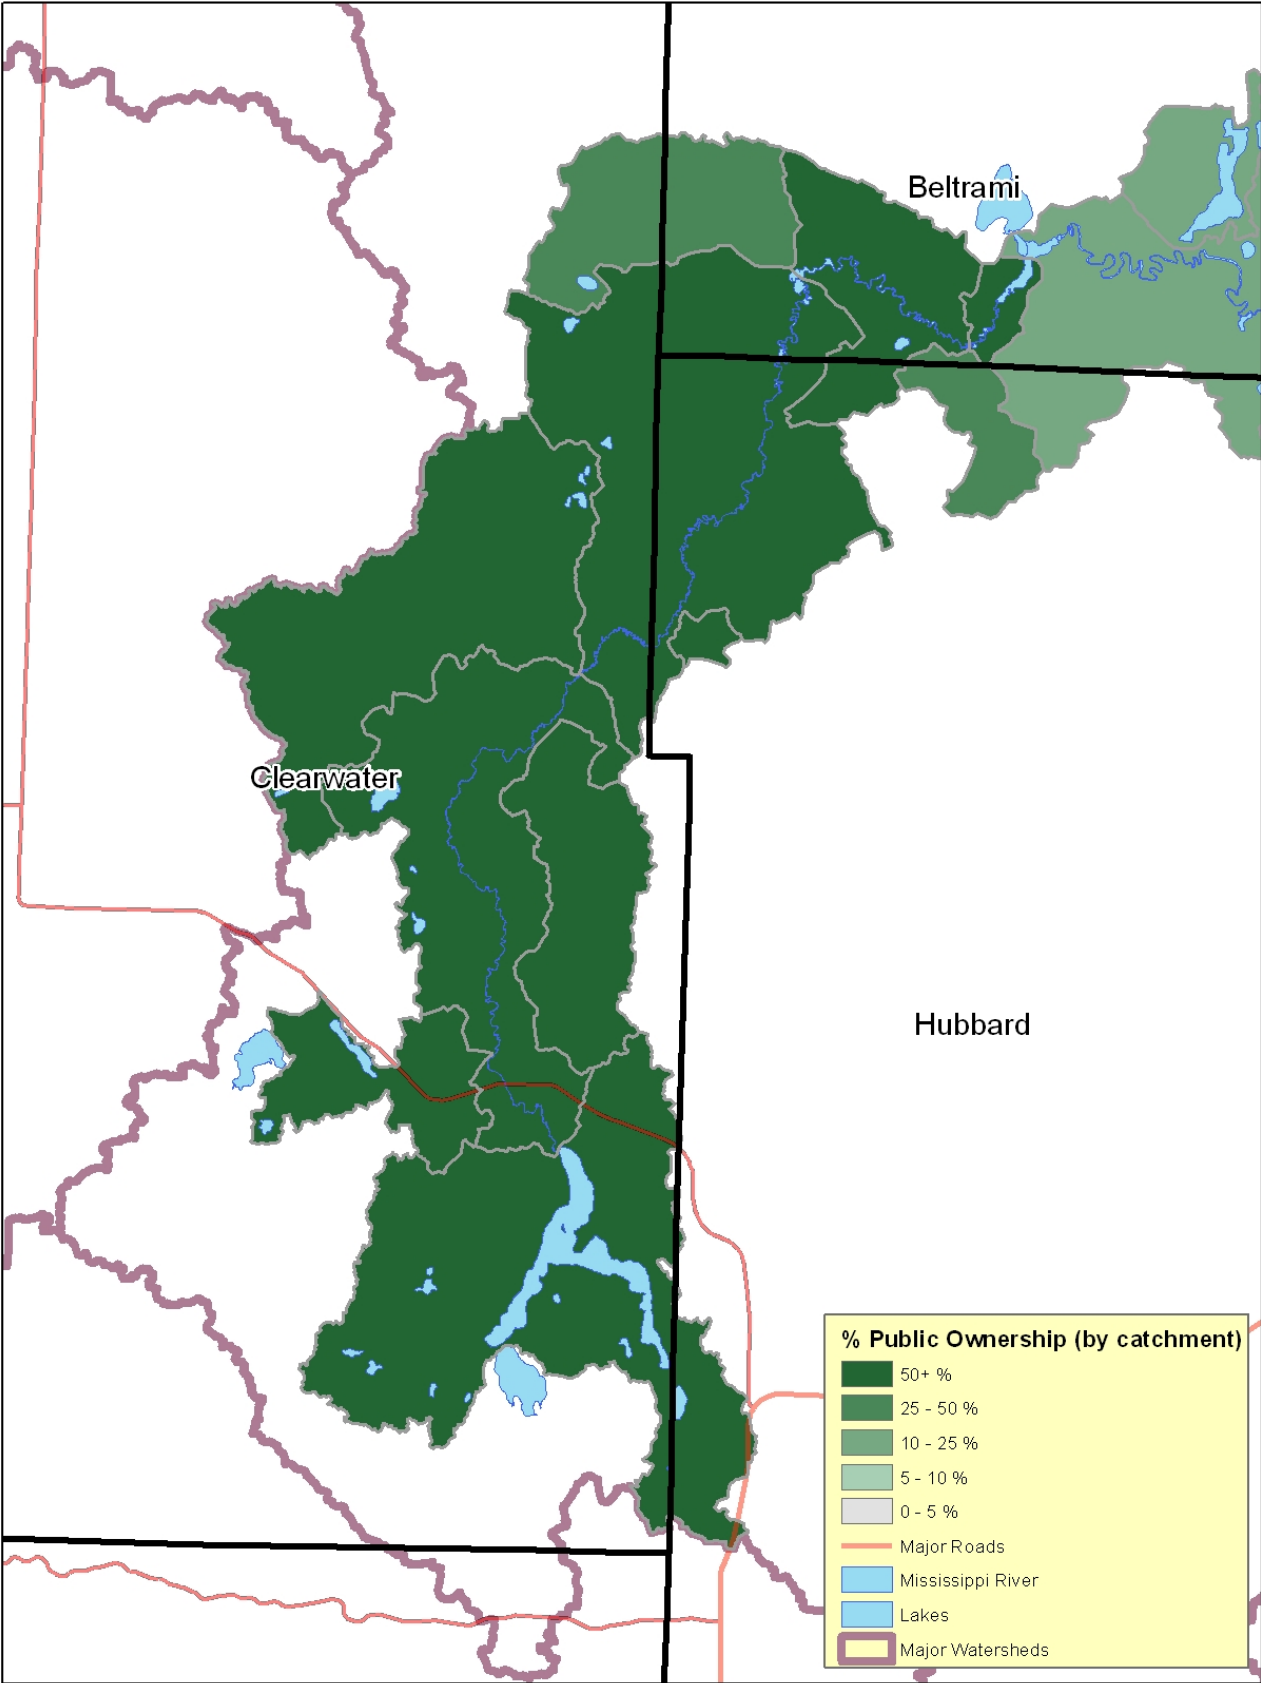 Beltrami
Clearwater
Hubbard
% Public Ownership (by catchment)
50+ %
25 - 50 %
10 - 25 %
5 - 10 %
0 - 5 %
Major Roads
Mississippi River
Lakes
Major Watersheds